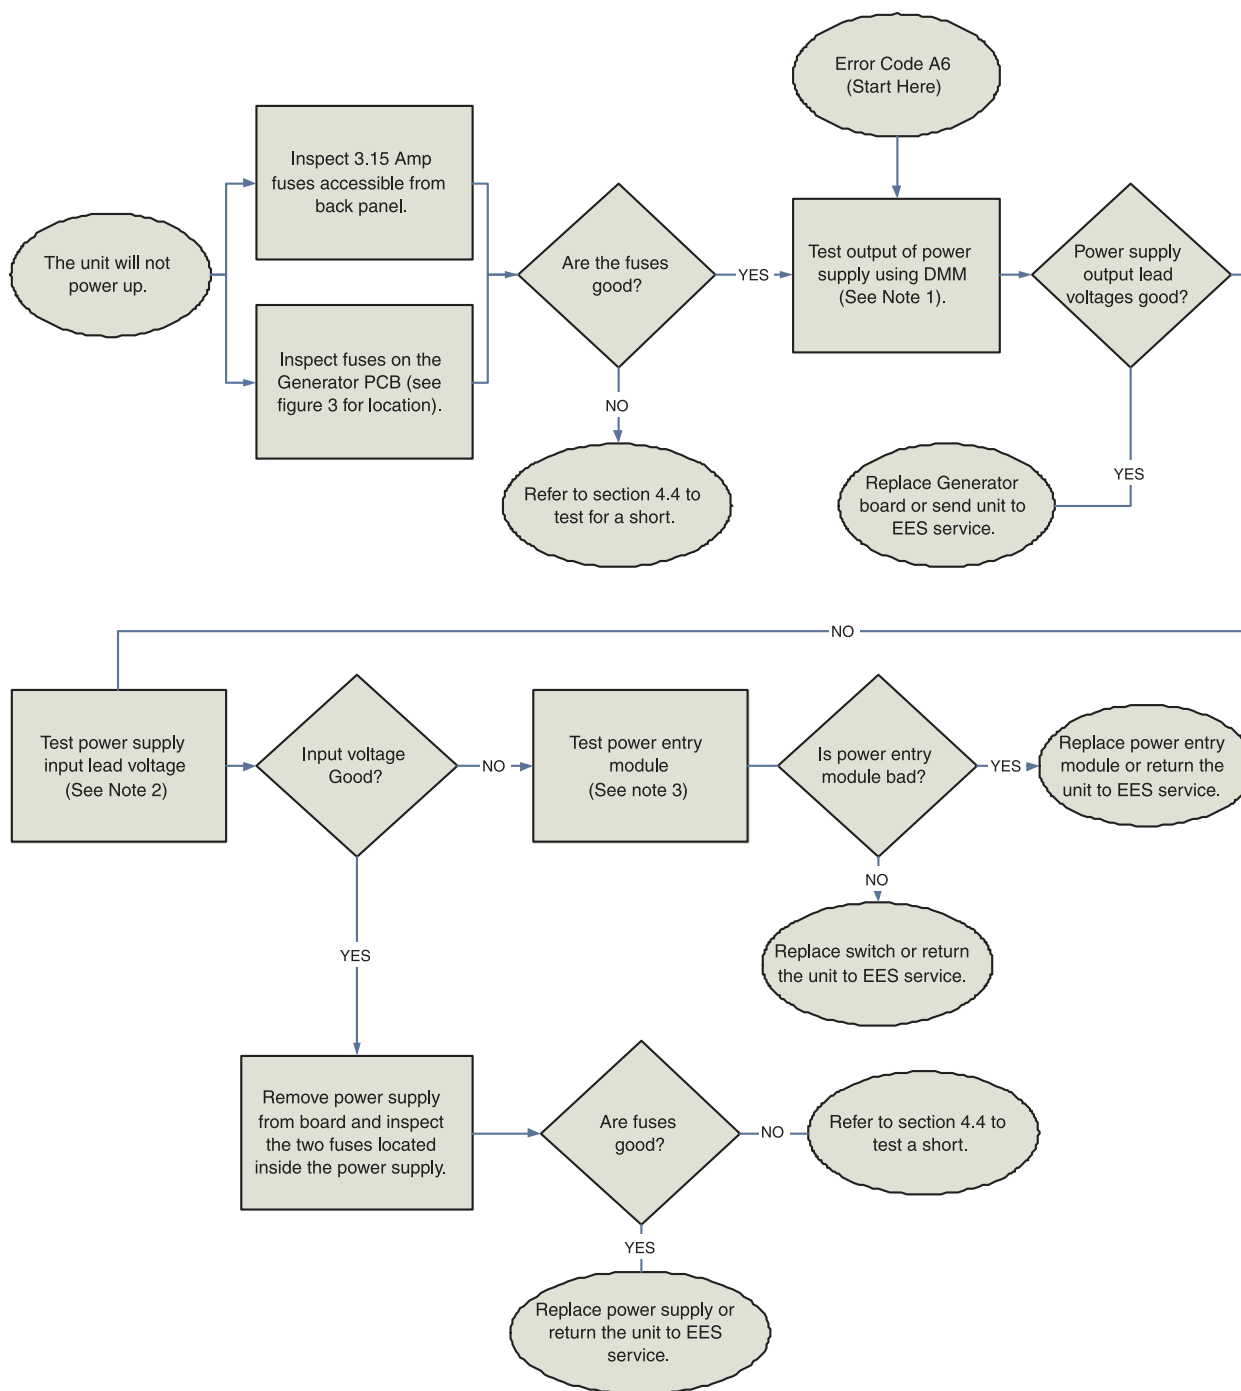 Error Code A6
(Start Here)
Inspect 3.15 Amp
fuses accessible from
back panel.
The unit will not
power up.
Inspect fuses on the
Generator PCB (see
figure 3 for location).
Are the fuses
good?
YES
Test output of power
supply using DMM
(See Note 1).
Power supply
output lead
voltages good?
NO
Refer to section 4.4 to
test for a short.
YES
Replace Generator
board or send unit to
EES service.
NO
Test power supply
input lead voltage
(See Note 2)
Input voltage
Good?
NO
Test power entry
module
(See note 3)
Is power entry
module bad?
YES
Replace power entry
module or return the
unit to EES service.
NO
Replace switch or return
the unit to EES service.
YES
Remove power supply
from board and inspect
the two fuses located
inside the power supply.
Are fuses
good?
NO
Refer to section 4.4 to
test a short.
YES
Replace power supply or
return the unit to EES
service.